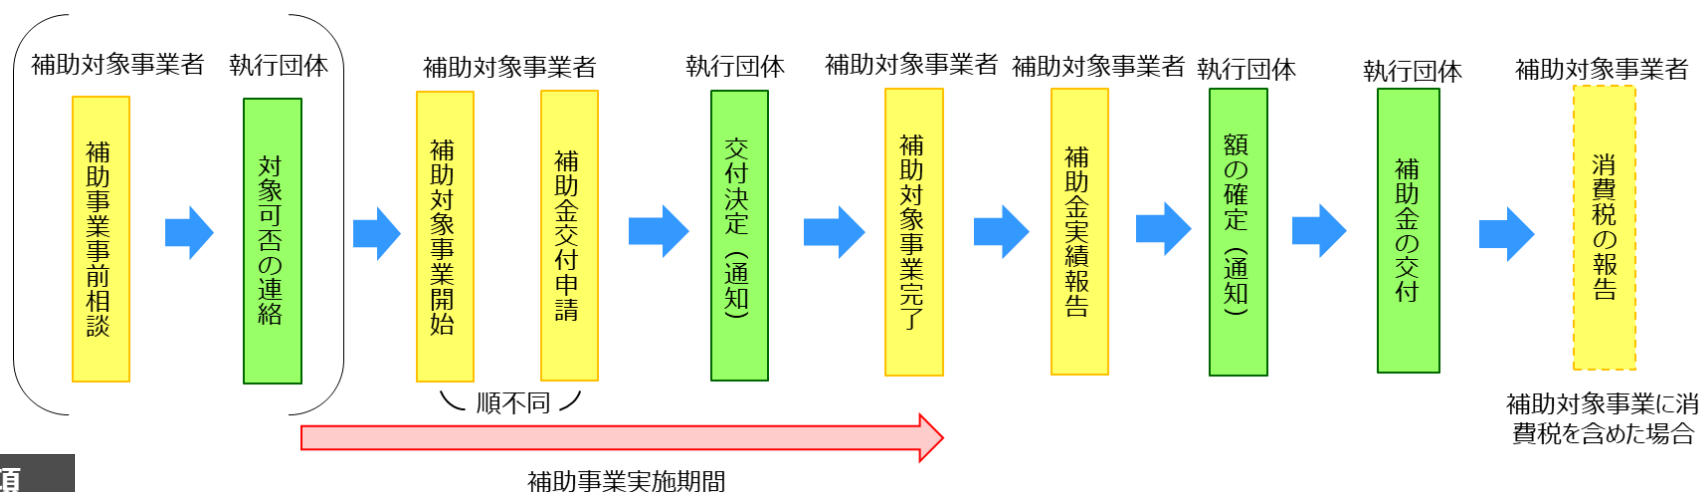 補助対象事業者
補助事業事前相談
執行団体
対象可否の連絡
補助対象事業者
補助対象事業開始
補助金交付申請
順不同
執行団体
交付決定（通知）
補助対象事業者
補助対象事業完了
補助対象事業者
補助金実績報告
執行団体
額の確定（通知）
執行団体
補助金の交付
補助対象事業者
消費税の報告
補助対象事業に消
費税を含めた場合
補助事業実施期間
項